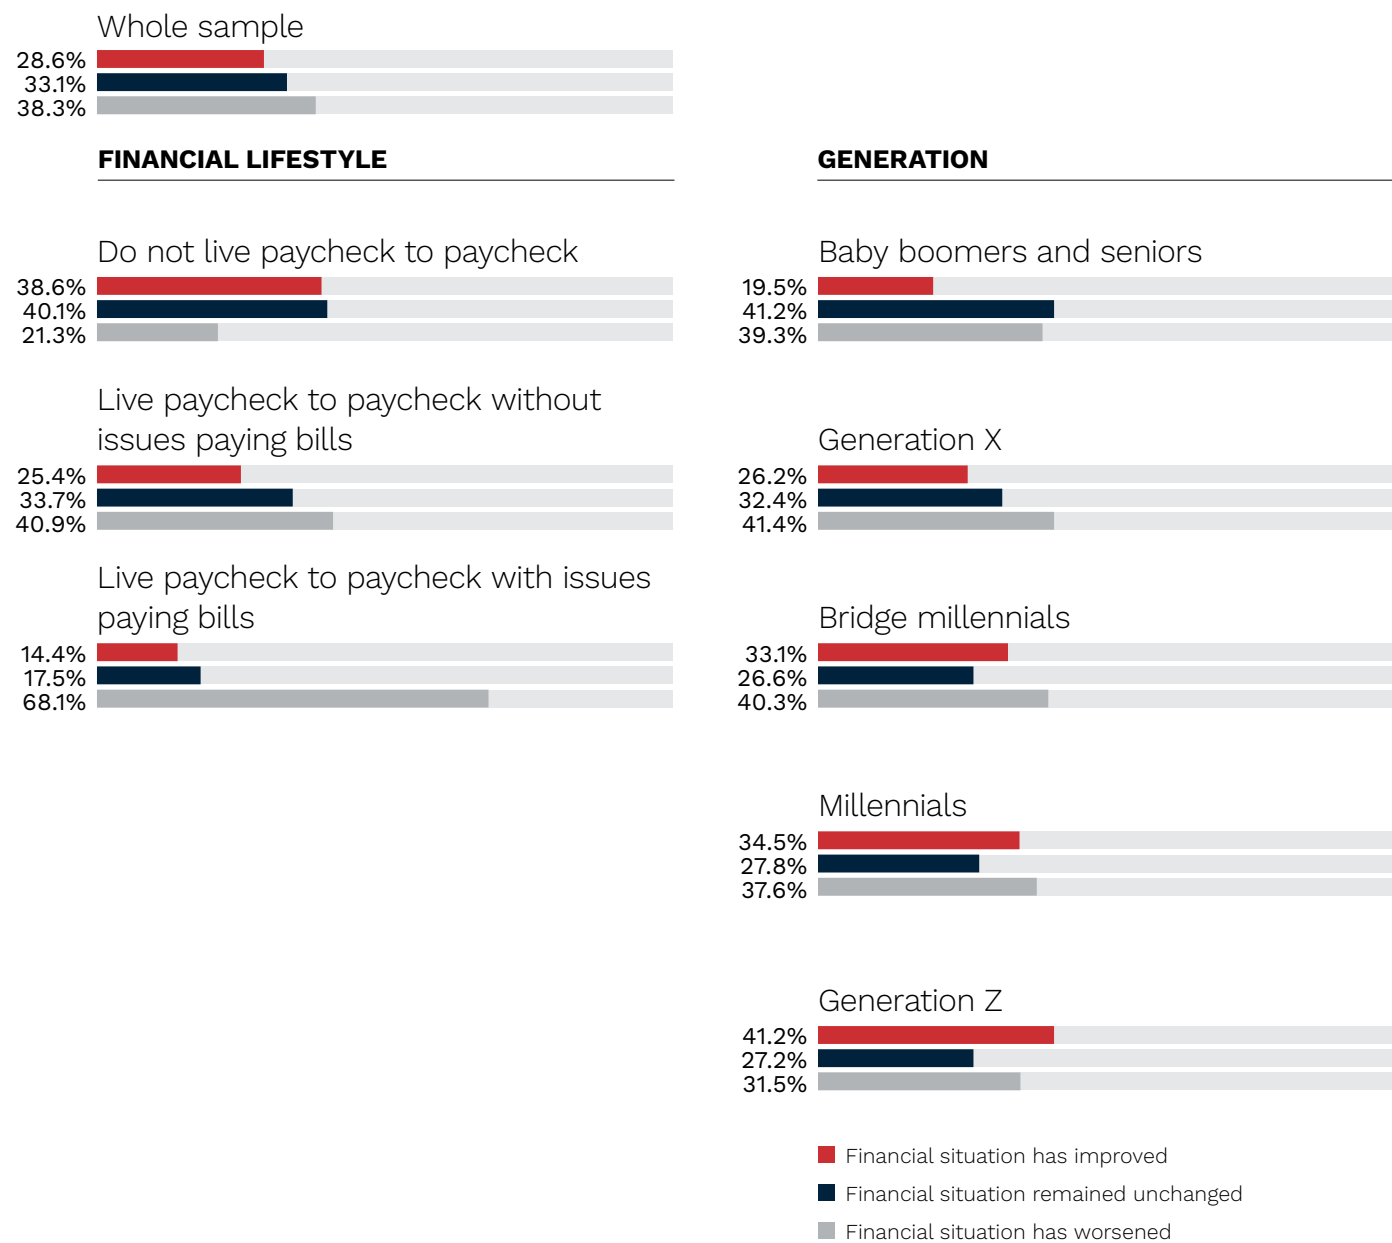 Whole sample
28.6%
33.1%
38.3%
FINANCIAL LIFESTYLE
Do not live paycheck to paycheck
38.6%
40.1%
21.3%
Live paycheck to paycheck without
issues paying bills
25.4%
33.7%
40.9%
Live paycheck to paycheck with issues
paying bills
14.4%
17.5%
68.1%
GENERATION
Baby boomers and seniors
19.5%
41.2%
39.3%
Generation X
26.2%
32.4%
41.4%
Bridge millennials
33.1%
26.6%
40.3%
Millennials
34.5%
27.8%
37.6%
Generation Z
41.2%
27.2%
31.5%
Financial situation has improved
Financial situation remained unchanged
Financial situation has worsened